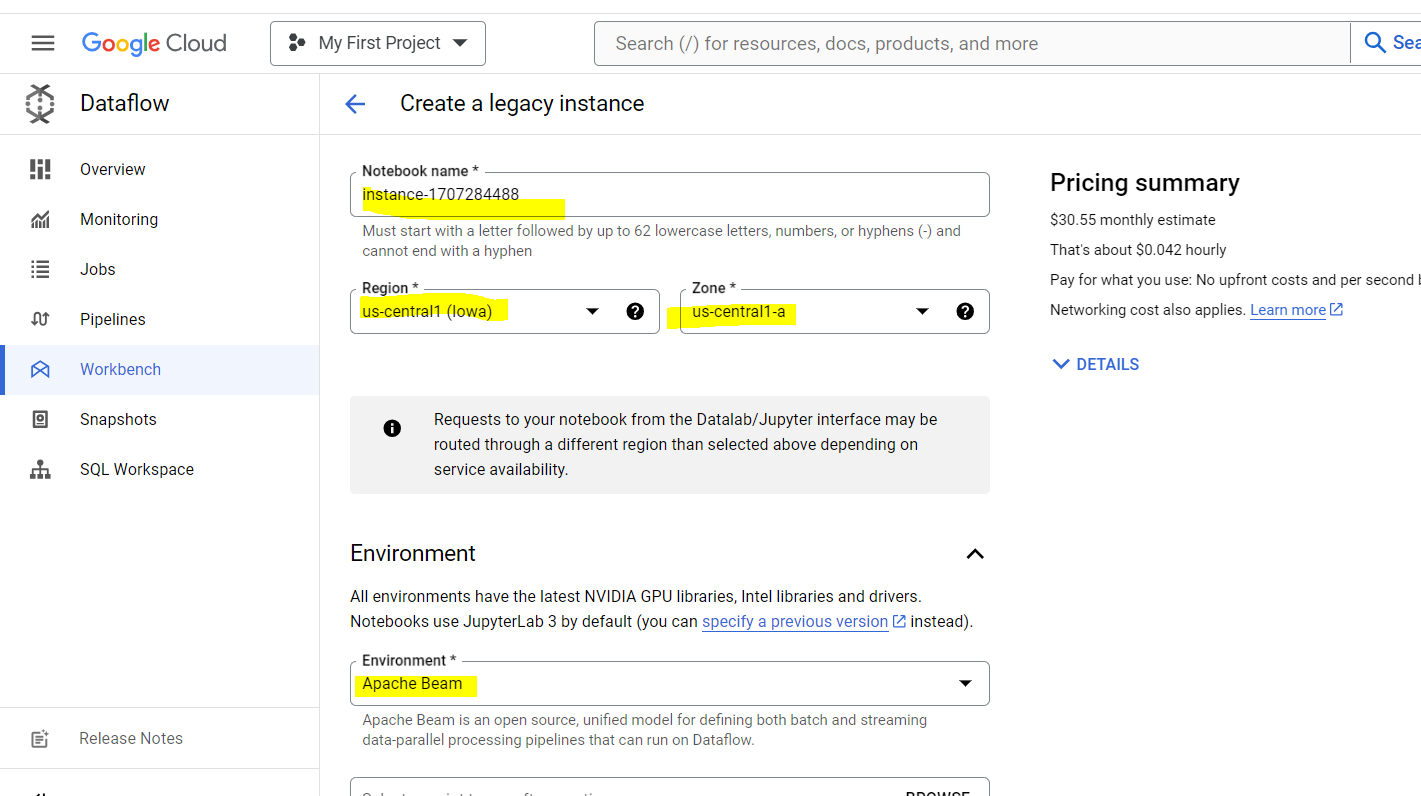 Google Cloud
My First Project
Search (/) for resources, docs, products, and more
Sea
Dataflow
Overview
Monitoring
Jobs
Pipelines
Workbench
Snapshots
SQL Workspace
Release Notes
Create a legacy instance
Notebook name *
instance-1707284488
Must start with a letter followed by up to 62 lowercase letters, numbers, or hyphens (-) and
cannot end with a hyphen
Region *
us-central1 (Iowa)
Zone *
us-central1-a
Requests to your notebook from the Datalab/Jupyter interface may be
routed through a different region than selected above depending on
service availability.
Environment
All environments have the latest NVIDIA GPU libraries, Intel libraries and drivers.
Notebooks use JupyterLab 3 by default (you can specify a previous version instead).
Environment *
Apache Beam
Apache Beam is an open source, unified model for defining both batch and streaming
data-parallel processing pipelines that can run on Dataflow.
BROWSE
Pricing summary
$30.55 monthly estimate
That's about $0.042 hourly
Pay for what you use: No upfront costs and per second b
Networking cost also applies. Learn more
DETAILS